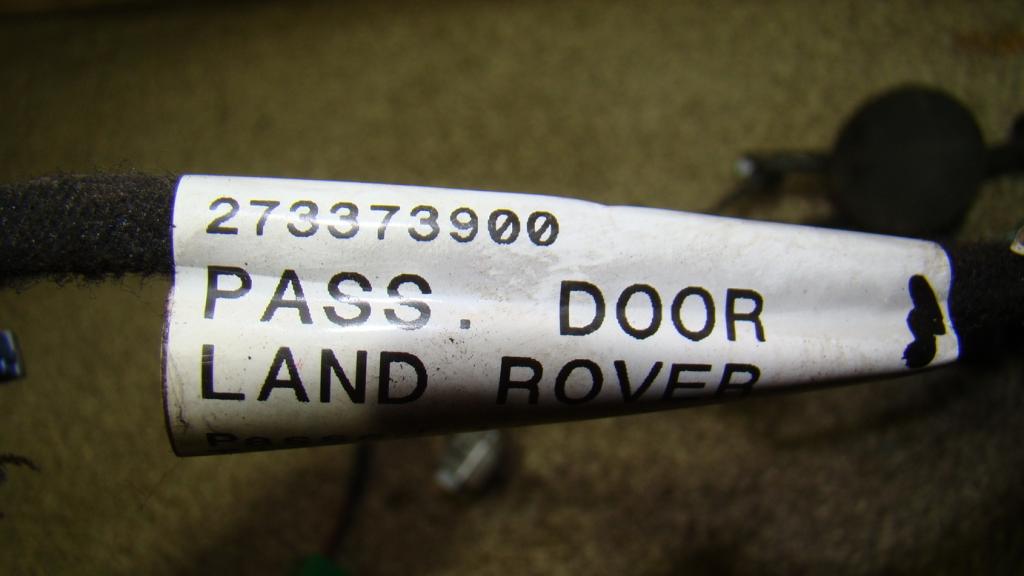 273373900
PASS. DOOR
LAND ROVER